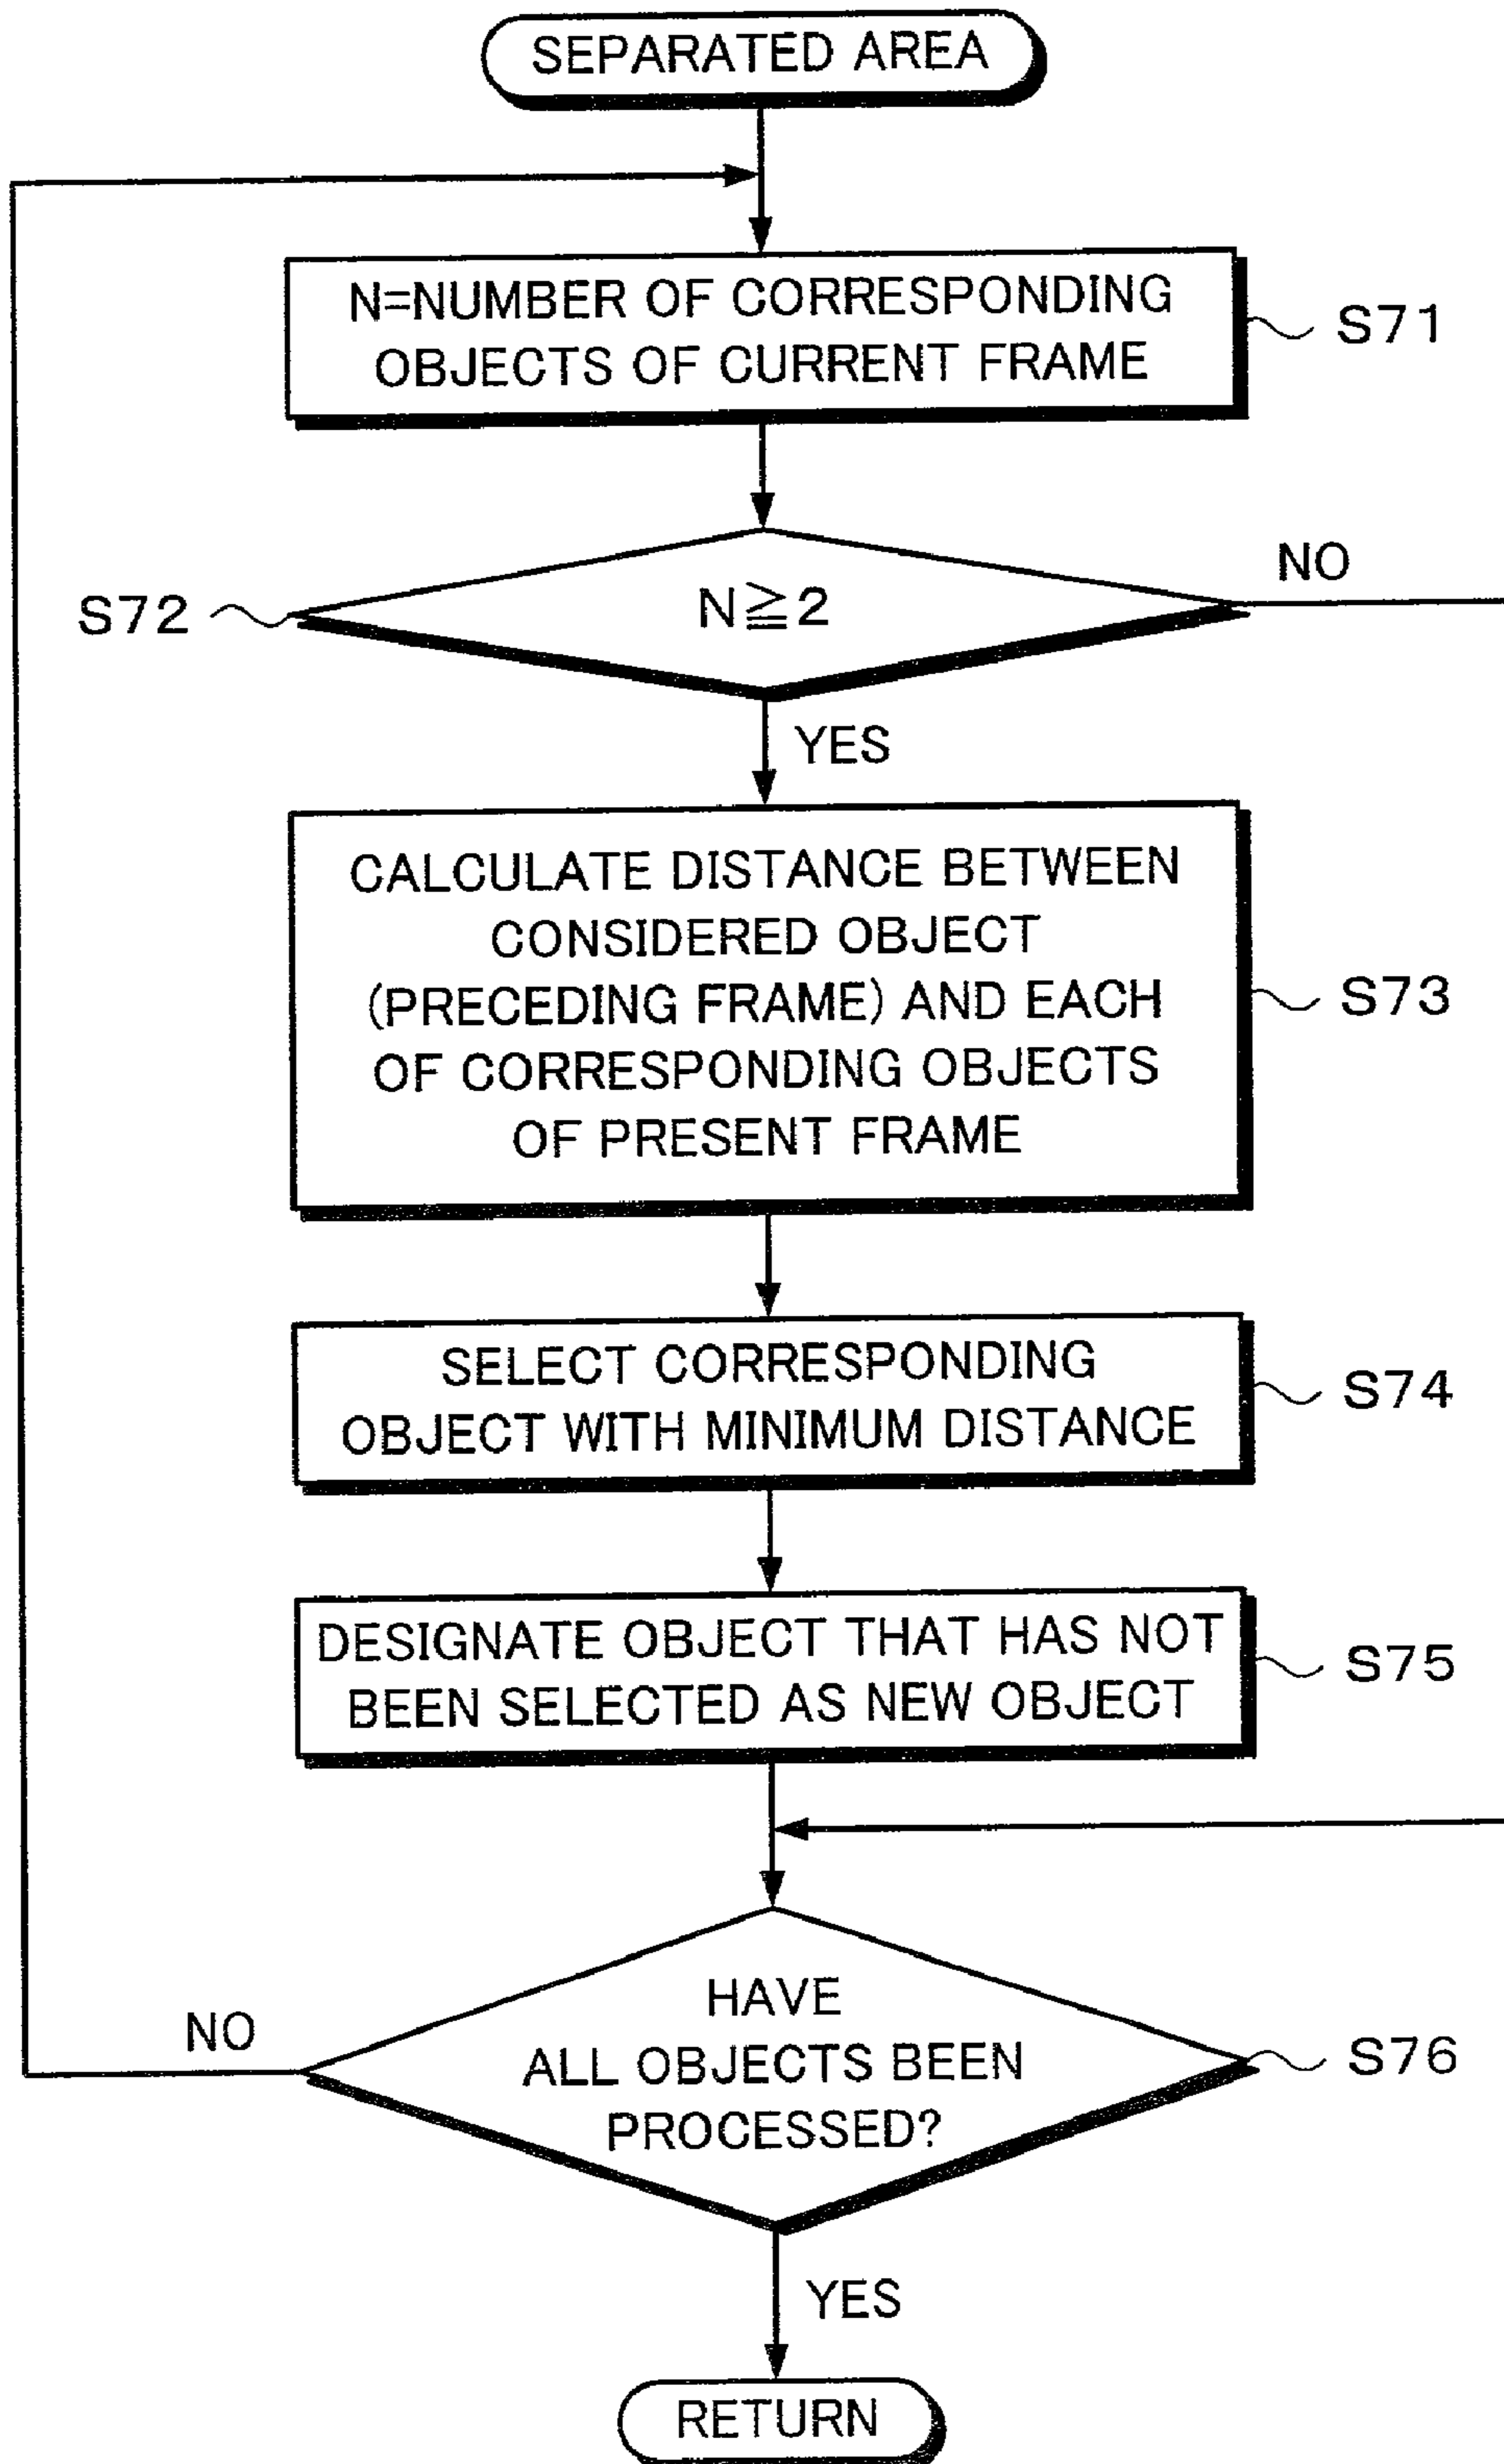 SEPARATED AREA
N=NUMBER OF CORRESPONDING
OBJECTS OF CURRENT FRAME
S71
N≧2
S72
NO
YES
CALCULATE DISTANCE BETWEEN
CONSIDERED OBJECT
(PRECEDING FRAME) AND EACH
OF CORRESPONDING OBJECTS
OF PRESENT FRAME
S73
SELECT CORRESPONDING
OBJECT WITH MINIMUM DISTANCE
S74
DESIGNATE OBJECT THAT HAS NOT
BEEN SELECTED AS NEW OBJECT
S75
HAVE
ALL OBJECTS BEEN
PROCESSED?
S76
NO
YES
RETURN